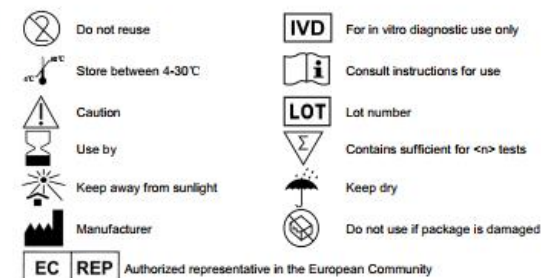 Do not reuse
IVD For in vitro diagnostic use only
Store between 4-30℃
i Consult instructions for use
Caution
LOT Lot number
Use by
Σ Contains sufficient for <n> tests
Keep away from sunlight
Keep dry
Manufacturer
Do not use if package is damaged
EC REP Authorized representative in the European Community